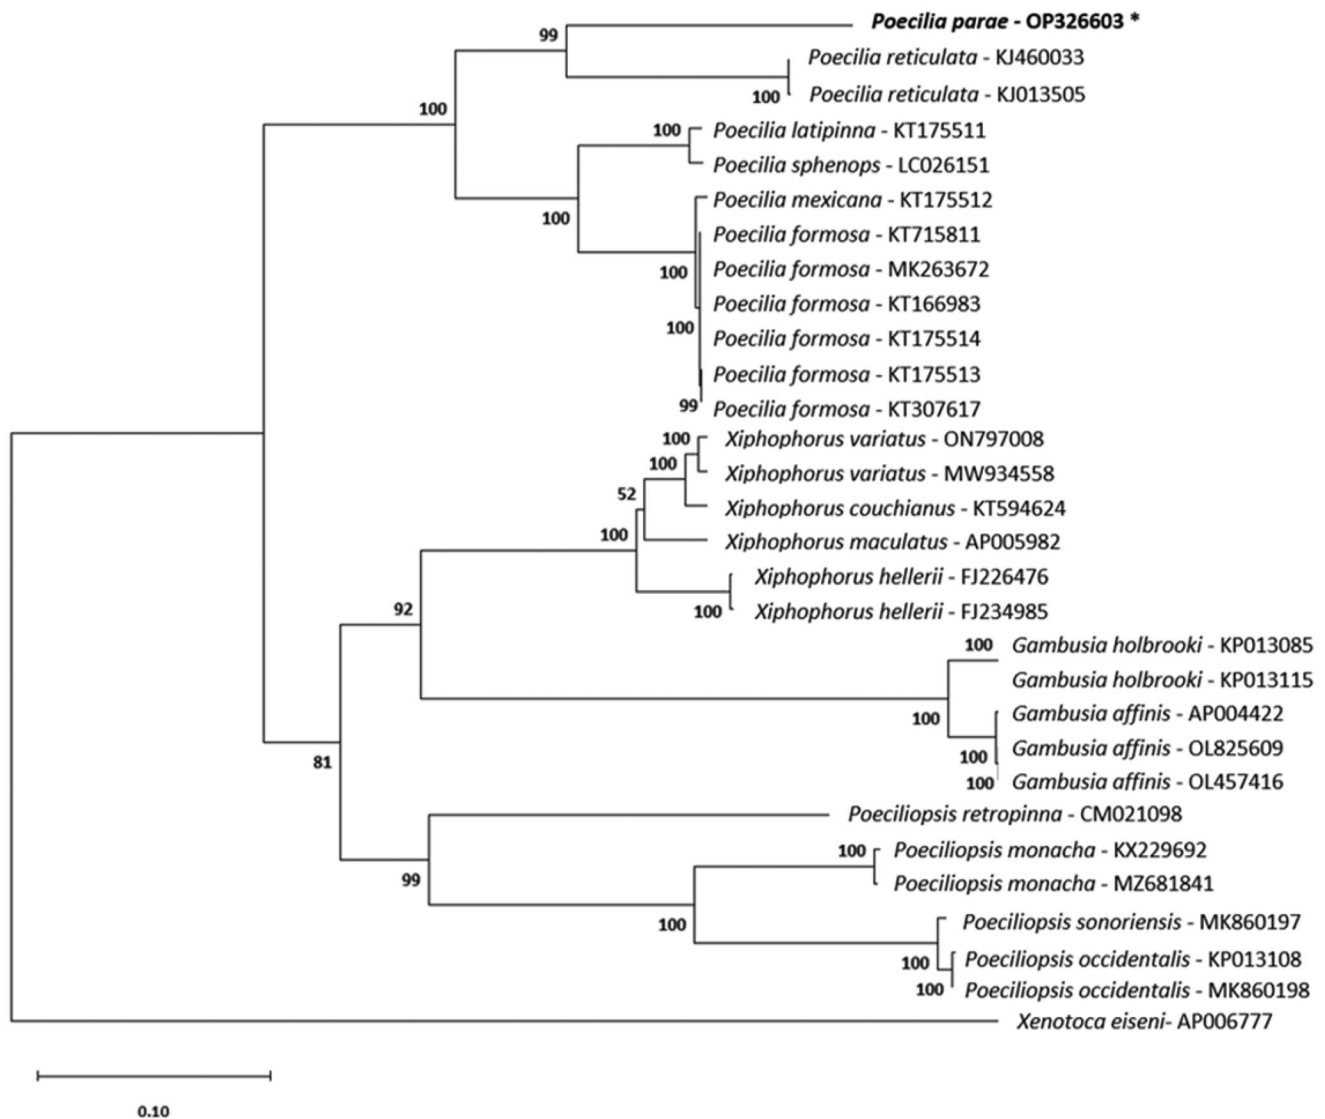 Poecilia parae - OP326603 *
99
Poecilia reticulata - KJ460033
100 Poecilia reticulata - KJ013505
100
100 Poecilia latipinna - KT175511
Poecilia sphenops - LC026151
Poecilia mexicana - KT175512
100
Poecilia formosa - KT715811
100 Poecilia formosa - MK263672
Poecilia formosa - KT166983
100
Poecilia formosa - KT175514
Poecilia formosa - KT175513
99 Poecilia formosa - KT307617
100 Xiphophorus variatus - ON797008
100
Xiphophorus variatus - MW934558
52
Xiphophorus couchianus - KT594624
100
Xiphophorus maculatus - AP005982
Xiphophorus hellerii - FJ226476
100 Xiphophorus hellerii - FJ234985
92
100 Gambusia holbrooki - KP013085
Gambusia holbrooki - KP013115
100 Gambusia affinis - AP004422
100 Gambusia affinis - OL825609
81
100 Gambusia affinis - OL457416
Poeciliopsis retropinna - CM021098
100 Poeciliopsis monacha - KX229692
99 Poeciliopsis monacha - MZ681841
100 Poeciliopsis sonoriensis - MK860197
100 Poeciliopsis occidentalis - KP013108
100 Poeciliopsis occidentalis - MK860198
Xenotoca eiseni- AP006777
0.10